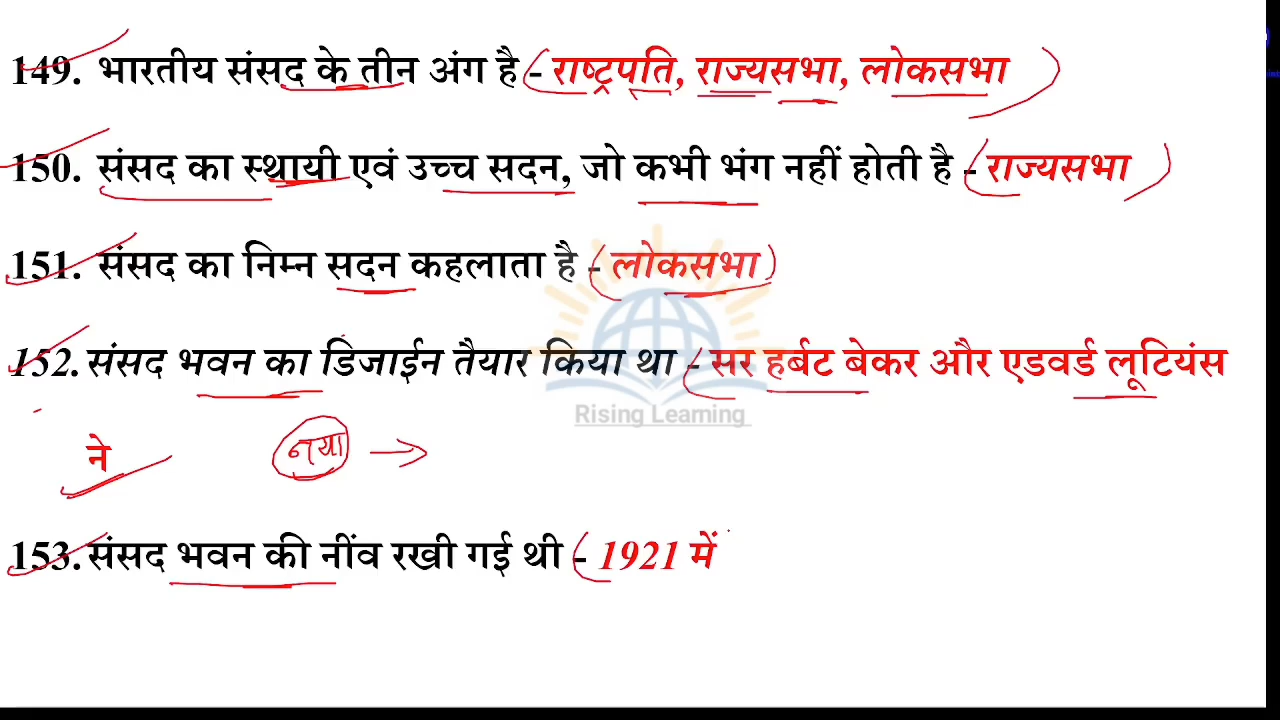 149. भारतीय संसद के तीन अंग है - राष्ट्रपति, राज्यसभा, लोकसभा
150. संसद का स्थायी एवं उच्च सदन, जो कभी भंग नहीं होती है - राज्यसभा
151. संसद का निम्न सदन कहलाता है - लोकसभा
152. संसद भवन का डिजाईन तैयार किया था - सर हर्बट बेकर और एडवर्ड लूटियंस
Rising Learning
ने
नया →
153. संसद भवन की नींव रखी गई थी - 1921 में